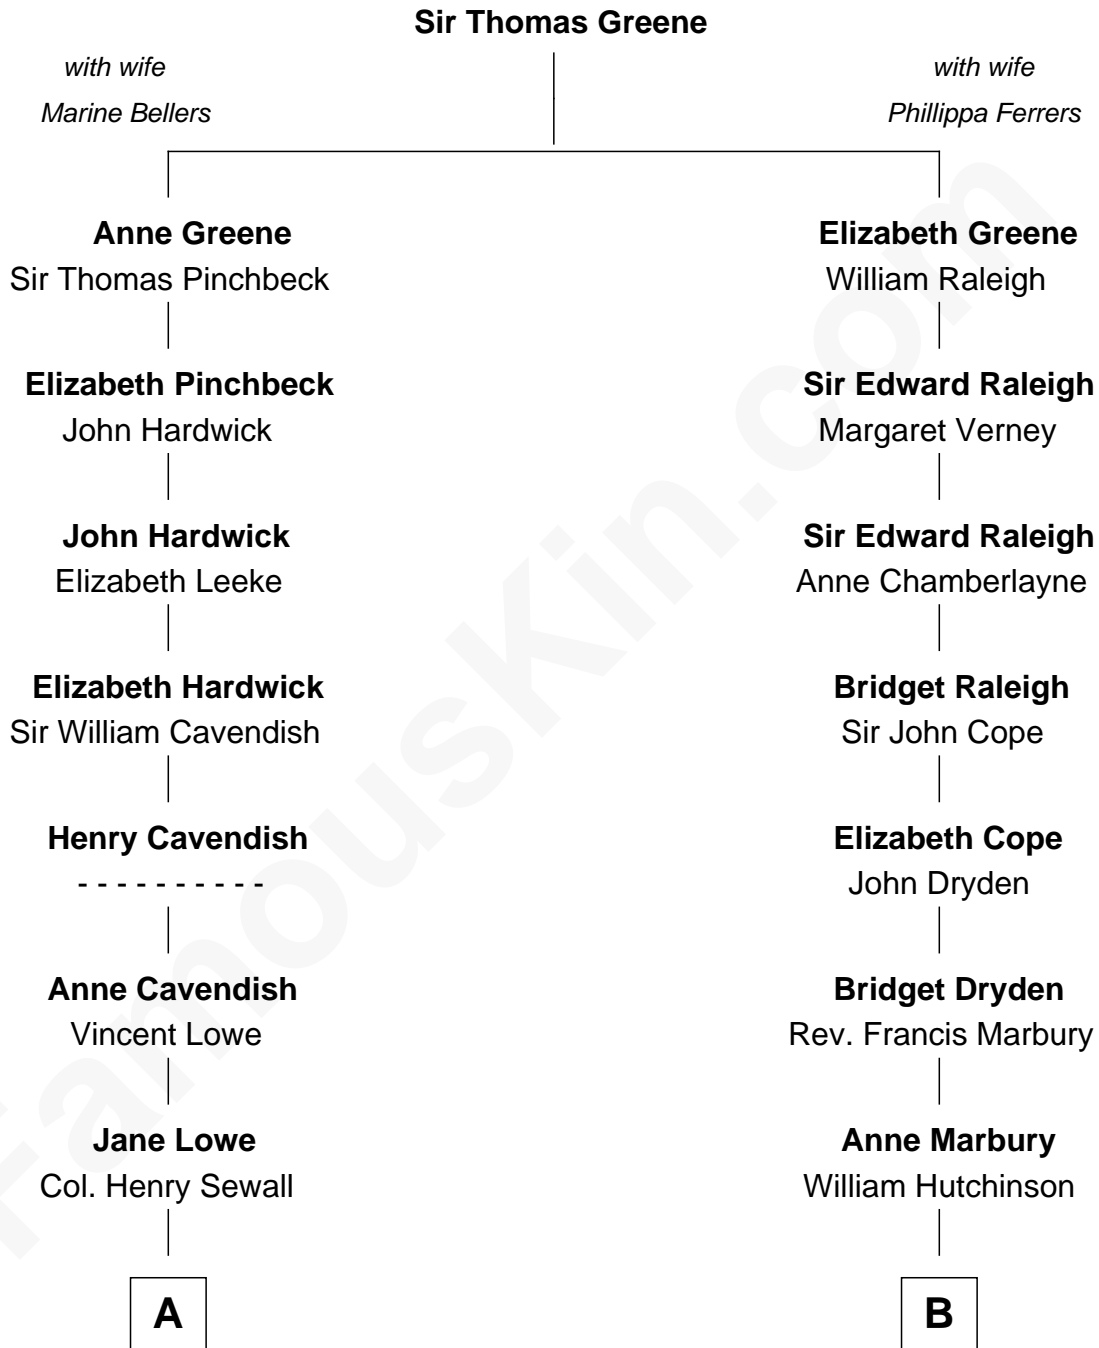 Sir Thomas Greene
with wife
Marine Bellers
with wife
Phillippa Ferrers
Anne Greene
Sir Thomas Pinchbeck
Elizabeth Pinchbeck
John Hardwick
John Hardwick
Elizabeth Leeke
Elizabeth Hardwick
Sir William Cavendish
Henry Cavendish
- - - - - - - - - -
Anne Cavendish
Vincent Lowe
Jane Lowe
Col. Henry Sewall
A
Elizabeth Greene
William Raleigh
Sir Edward Raleigh
Margaret Verney
Sir Edward Raleigh
Anne Chamberlayne
Bridget Raleigh
Sir John Cope
Elizabeth Cope
John Dryden
Bridget Dryden
Rev. Francis Marbury
Anne Marbury
William Hutchinson
B
FamousKin.com